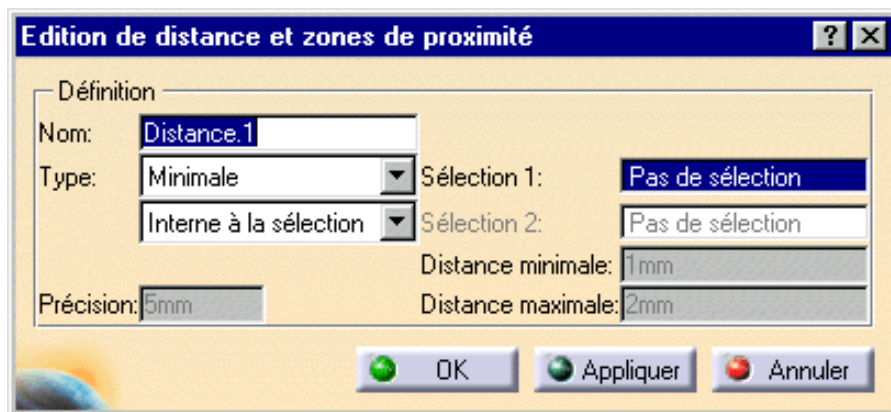 Edition de distance et zones de proximité ? X
Définition
Nom: Distance.1
Type: Minimale Sélection 1: Pas de sélection
Interne à la sélection Sélection 2: Pas de sélection
Distance minimale: 1mm
Précision: 5mm Distance maximale: 2mm
OK Appliquer Annuler